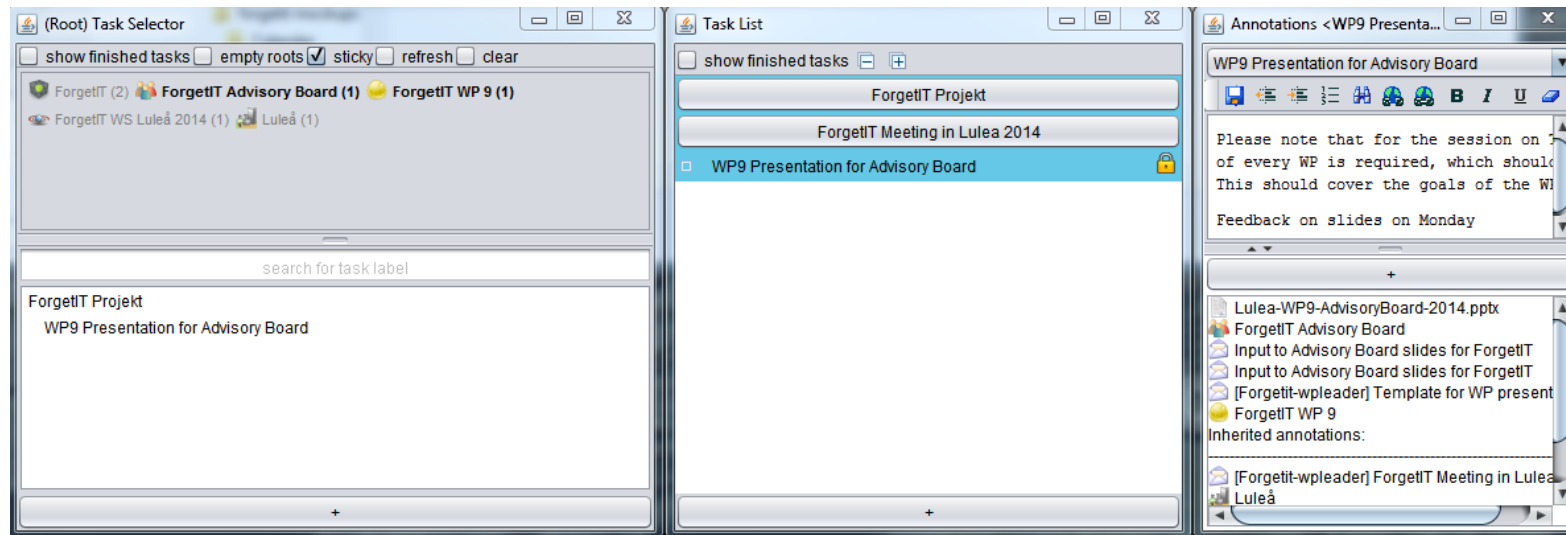 (Root) Task Selector
show finished tasks empty roots sticky refresh clear
ForgetIT (2) ForgetIT Advisory Board (1) ForgetIT WP 9 (1)
ForgetIT WS Luleå 2014 (1) Luleå (1)
search for task label
ForgetIT Projekt
WP9 Presentation for Advisory Board
+
Task List
show finished tasks
ForgetIT Projekt
ForgetIT Meeting in Lulea 2014
WP9 Presentation for Advisory Board
+
Annotations <WP9 Presenta...
WP9 Presentation for Advisory Board
B I U
Please note that for the session on
of every WP is required, which should
This should cover the goals of the
Feedback on slides on Monday
+
Lulea-WP9-AdvisoryBoard-2014.pptx
ForgetIT Advisory Board
Input to Advisory Board slides for ForgetIT
Input to Advisory Board slides for ForgetIT
[Forgetit-wpleader] Template for WP present
ForgetIT WP 9
Inherited annotations:
[Forgetit-wpleader] ForgetIT Meeting in Lulea
Luleå